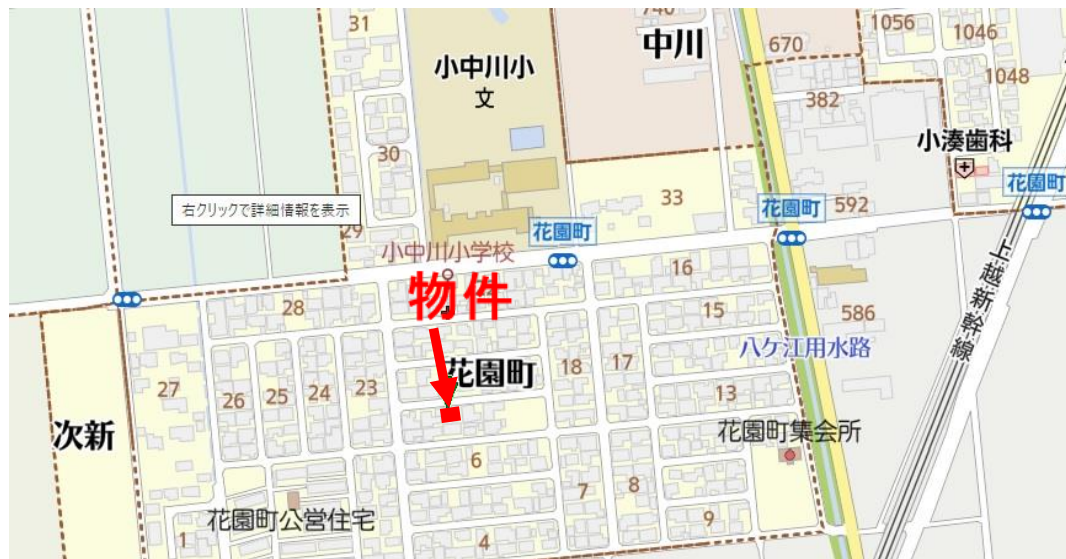 31
小中川小
文
中川
740
670
1056
1046
1048
382
小湊歯科
30
右クリックで詳細情報を表示
33
592
花園町
花園町
花園町
29
小中川小学校
物件
28
16
15
586
上越新幹線
八ケ江用水路
27
26
25
24
23
花園町
18
17
13
次新
花園町集会所
6
7
8
9
花園町公営住宅
1
4